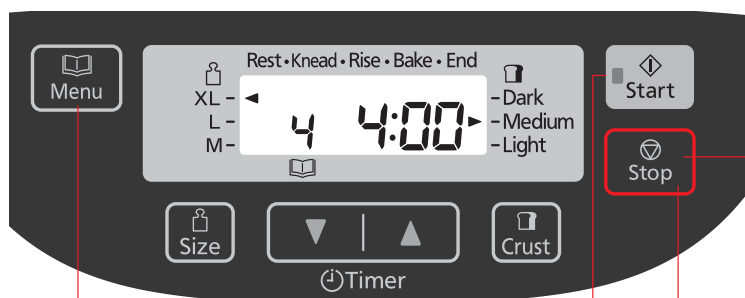 Menu
Rest • Knead • Rise • Bake • End
XL –
L –
M –
4 4:00
– Dark
– Medium
– Light
Start
Stop
Size
Crust
Timer